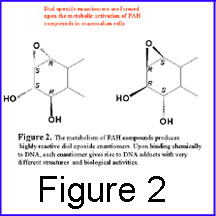 Diol epoxide enantiomers are formed
upon the metabolic activation of PAH
compounds in mammalian cells
O
O
R
S
S
R
S
R
R
S
HO
HO
OH
OH
Figure 2. The metabolism of PAH compounds produces
highly reactive diol epoxide enantiomers. Upon binding chemically
to DNA, each enantiomer gives rise to DNA adducts with very
different structures and biological activities.
Figure 2